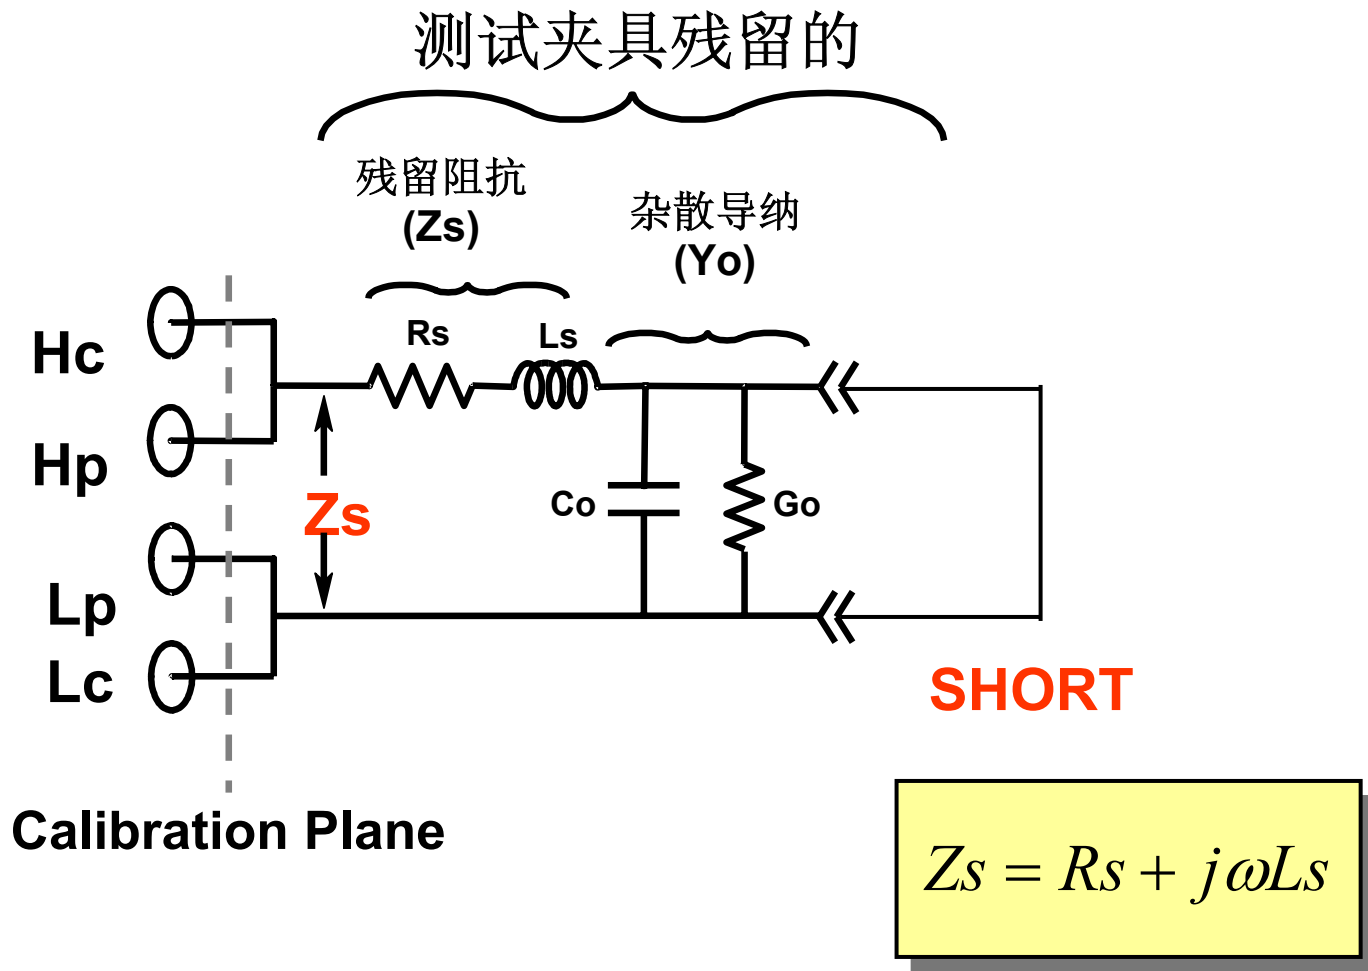 测试夹具残留的
残留阻抗
(Zs)
杂散导纳
(Yo)
Rs
Ls
Hc
Hp
Zs
Co
Go
Lp
Lc
SHORT
Calibration Plane
Zs = Rs + jωLs